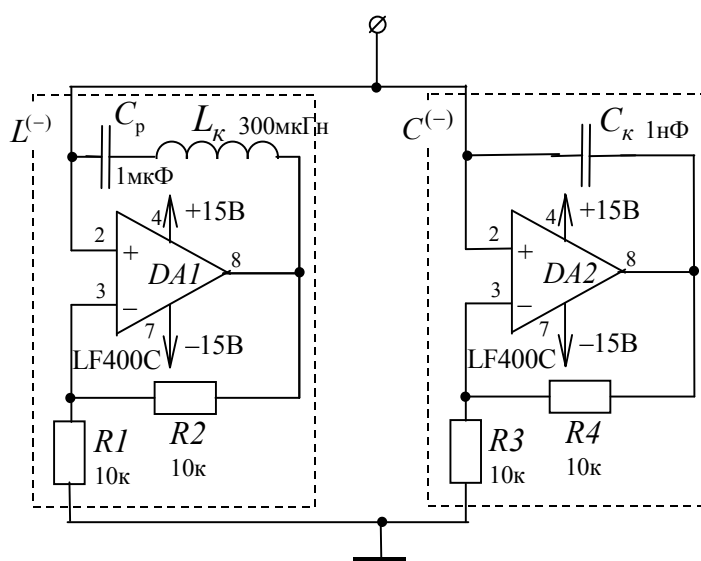 L(−)
Cр
Lк 300мкГн
1мкФ
4 +15В
2
+
DA1
8
3
−
7
−15В
LF400C
R1
10к
R2
10к
C(−)
Cк 1нФ
4 +15В
2
+
DA2
8
3
−
7
−15В
LF400C
R3
10к
R4
10к